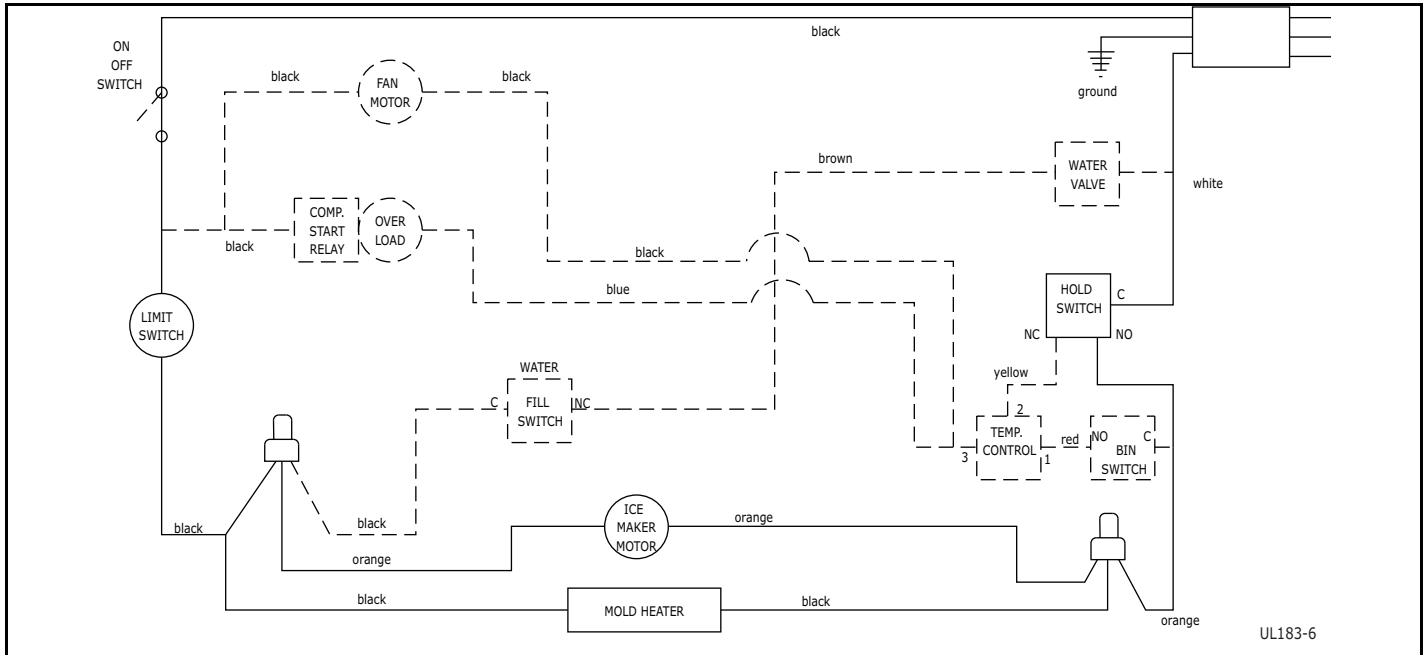 black
ON
OFF
SWITCH
ground
black
FAN
MOTOR
black
brown
WATER
VALVE
white
COMP.
START
RELAY
OVER
LOAD
black
black
blue
HOLD
SWITCH
C
NC
NO
LIMIT
SWITCH
yellow
2
WATER
C
FILL
SWITCH
NC
TEMP.
CONTROL
3
1
red
NO
C
BIN
SWITCH
black
black
orange
ICE
MAKER
MOTOR
orange
black
MOLD HEATER
black
orange
UL183-6